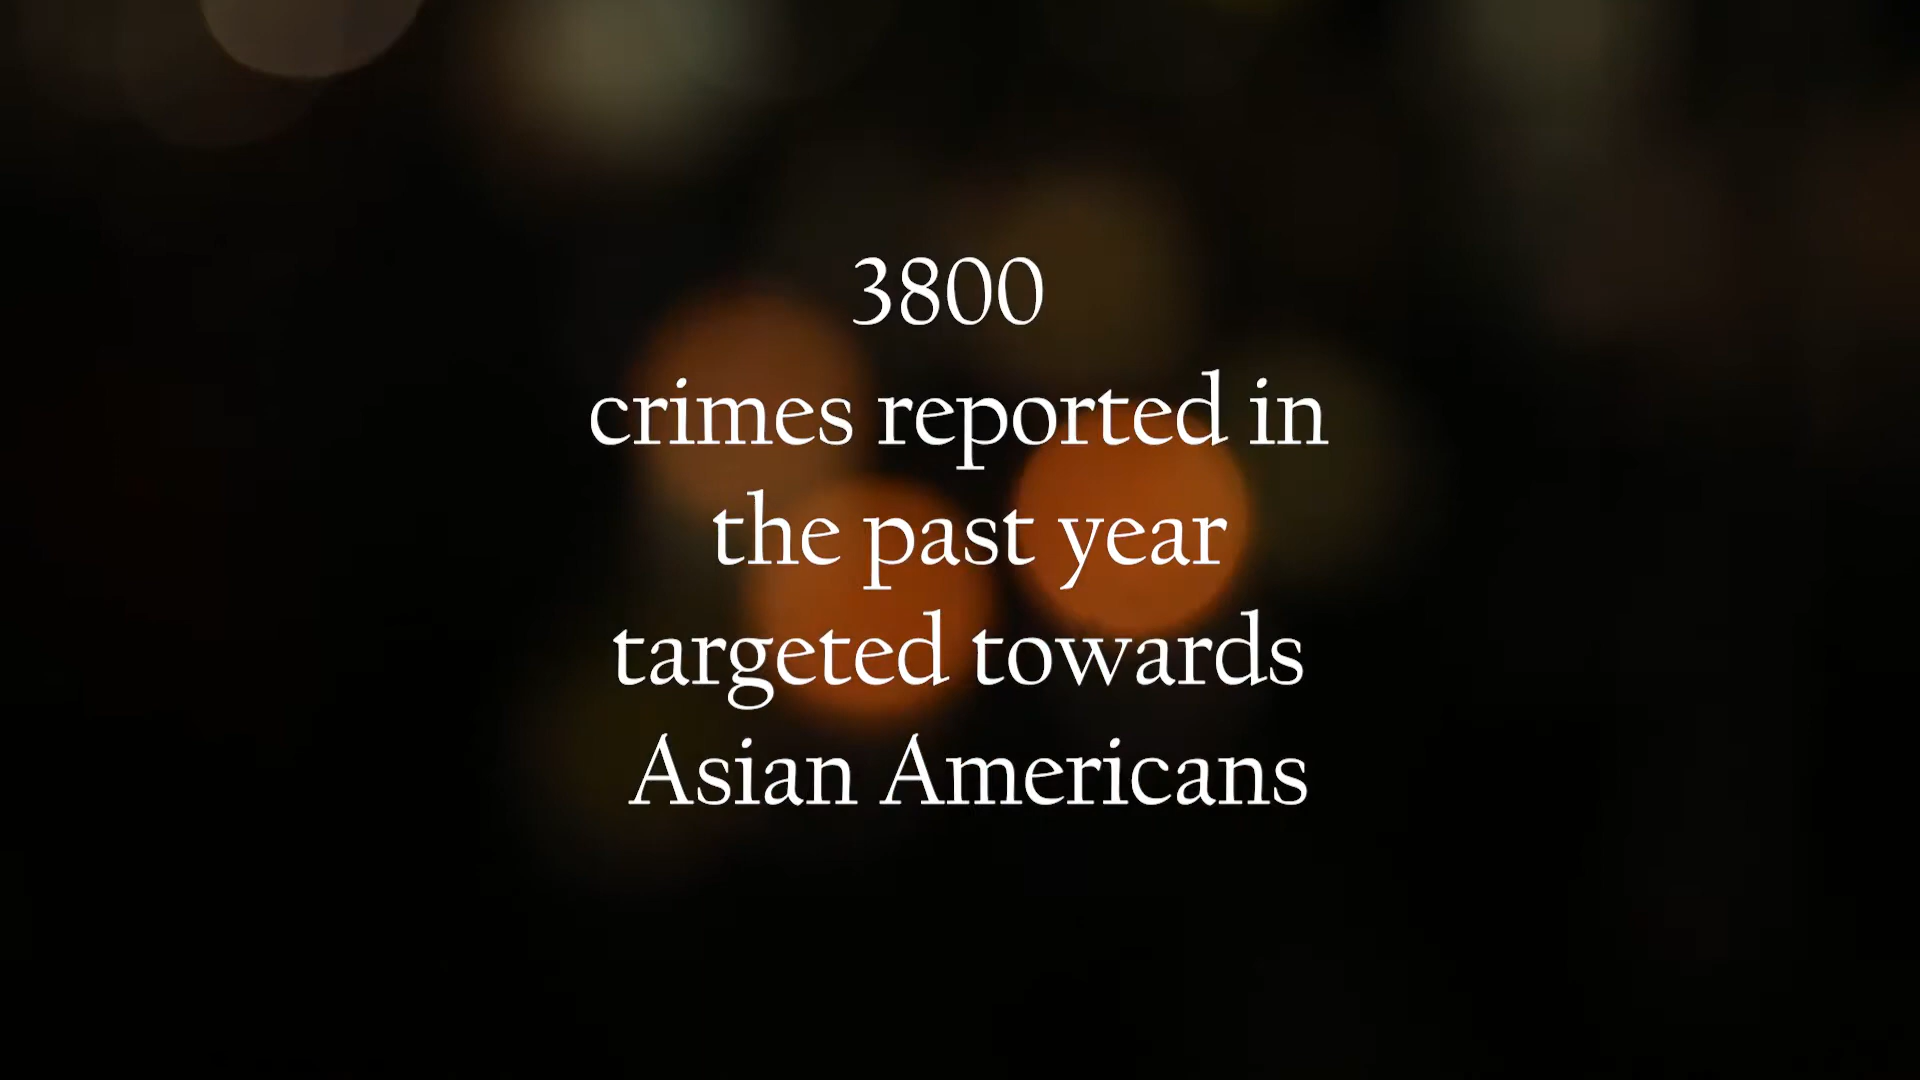 3800
crimes reported in
the past year
targeted towards
Asian Americans